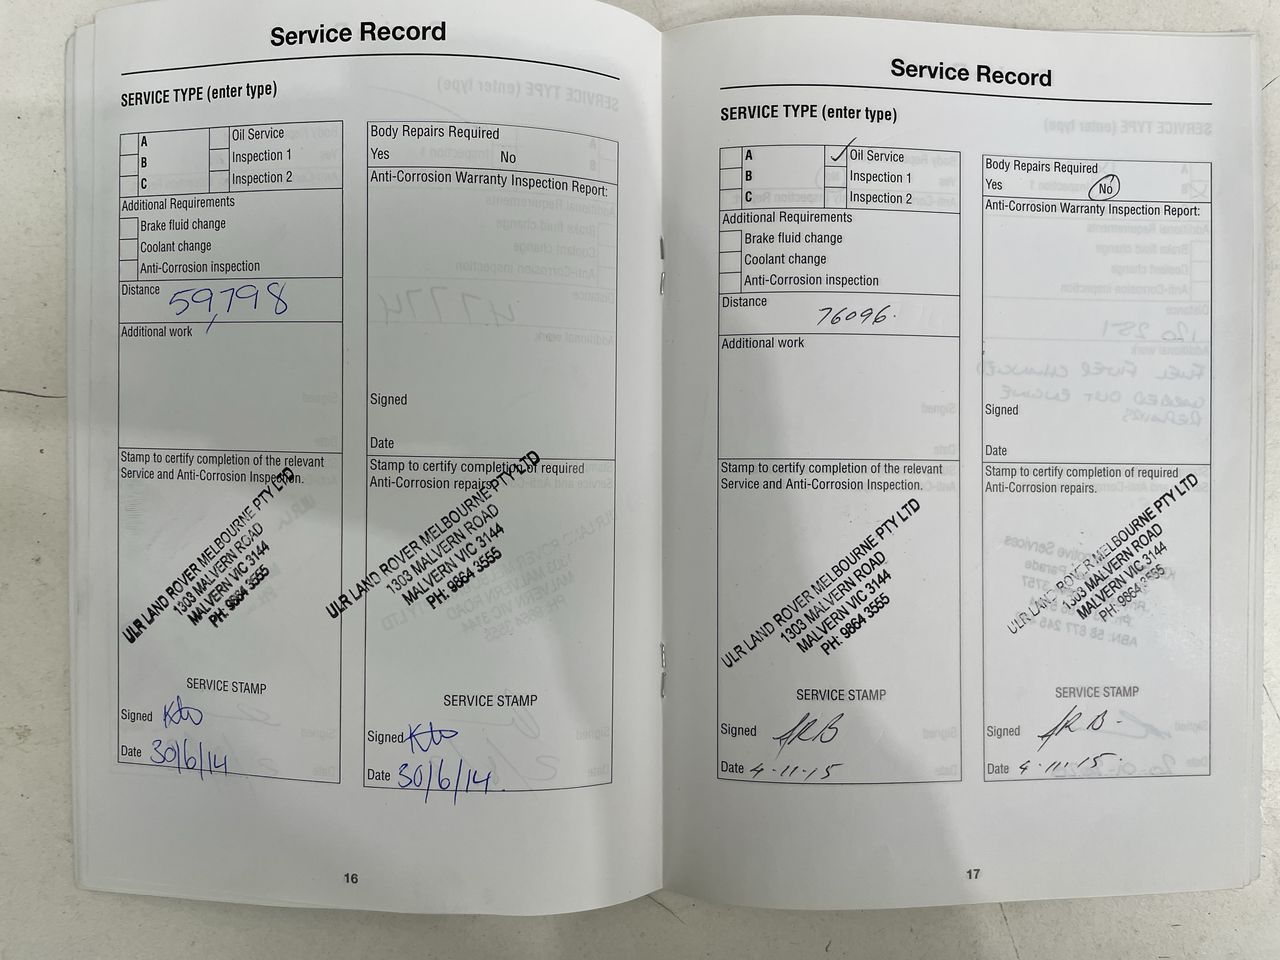 Service Record
SERVICE TYPE (enter type)
A
B
C
Oil Service
Inspection 1
Inspection 2
Additional Requirements
Brake fluid change
Coolant change
Anti-Corrosion inspection
Distance
59,798
Additional work
Stamp to certify completion of the relevant
Service and Anti-Corrosion Inspection.
ULR LAND ROVER MELBOURNE PTY LTD
1303 MALVERN ROAD
MALVERN VIC 3144
PH: 9864 3555
SERVICE STAMP
Signed
Date 30/6/14
Body Repairs Required
Yes No
Anti-Corrosion Warranty Inspection Report:
Signed
Date
Stamp to certify completion of required
Anti-Corrosion repairs.
ULR LAND ROVER MELBOURNE PTY LTD
1303 MALVERN ROAD
MALVERN VIC 3144
PH: 9864 3555
SERVICE STAMP
Signed
Date 30/6/14
16
Service Record
SERVICE TYPE (enter type)
A
B
C
Oil Service
Inspection 1
Inspection 2
Additional Requirements
Brake fluid change
Coolant change
Anti-Corrosion inspection
Distance
76096.
Additional work
Stamp to certify completion of the relevant
Service and Anti-Corrosion Inspection.
ULR LAND ROVER MELBOURNE PTY LTD
1303 MALVERN ROAD
MALVERN VIC 3144
PH: 9864 3555
SERVICE STAMP
Signed
Date 4-11-15
Body Repairs Required
Yes No
Anti-Corrosion Warranty Inspection Report:
Signed
Date
Stamp to certify completion of required
Anti-Corrosion repairs.
ULR LAND ROVER MELBOURNE PTY LTD
1303 MALVERN ROAD
MALVERN VIC 3144
PH: 9864 3555
SERVICE STAMP
Signed
Date 4-11-15.
17